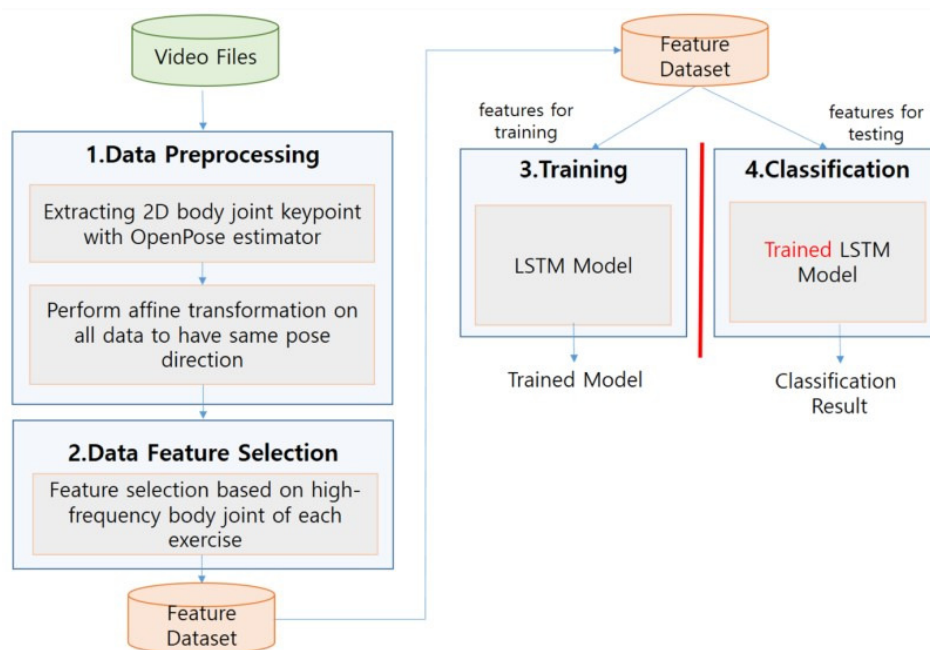 Video Files
1.Data Preprocessing
Extracting 2D body joint keypoint
with OpenPose estimator
Perform affine transformation on
all data to have same pose
direction
2.Data Feature Selection
Feature selection based on high-
frequency body joint of each
exercise
Feature
Dataset
Feature
Dataset
features for
training
features for
testing
3.Training
LSTM Model
Trained Model
4.Classification
Trained LSTM
Model
Classification
Result